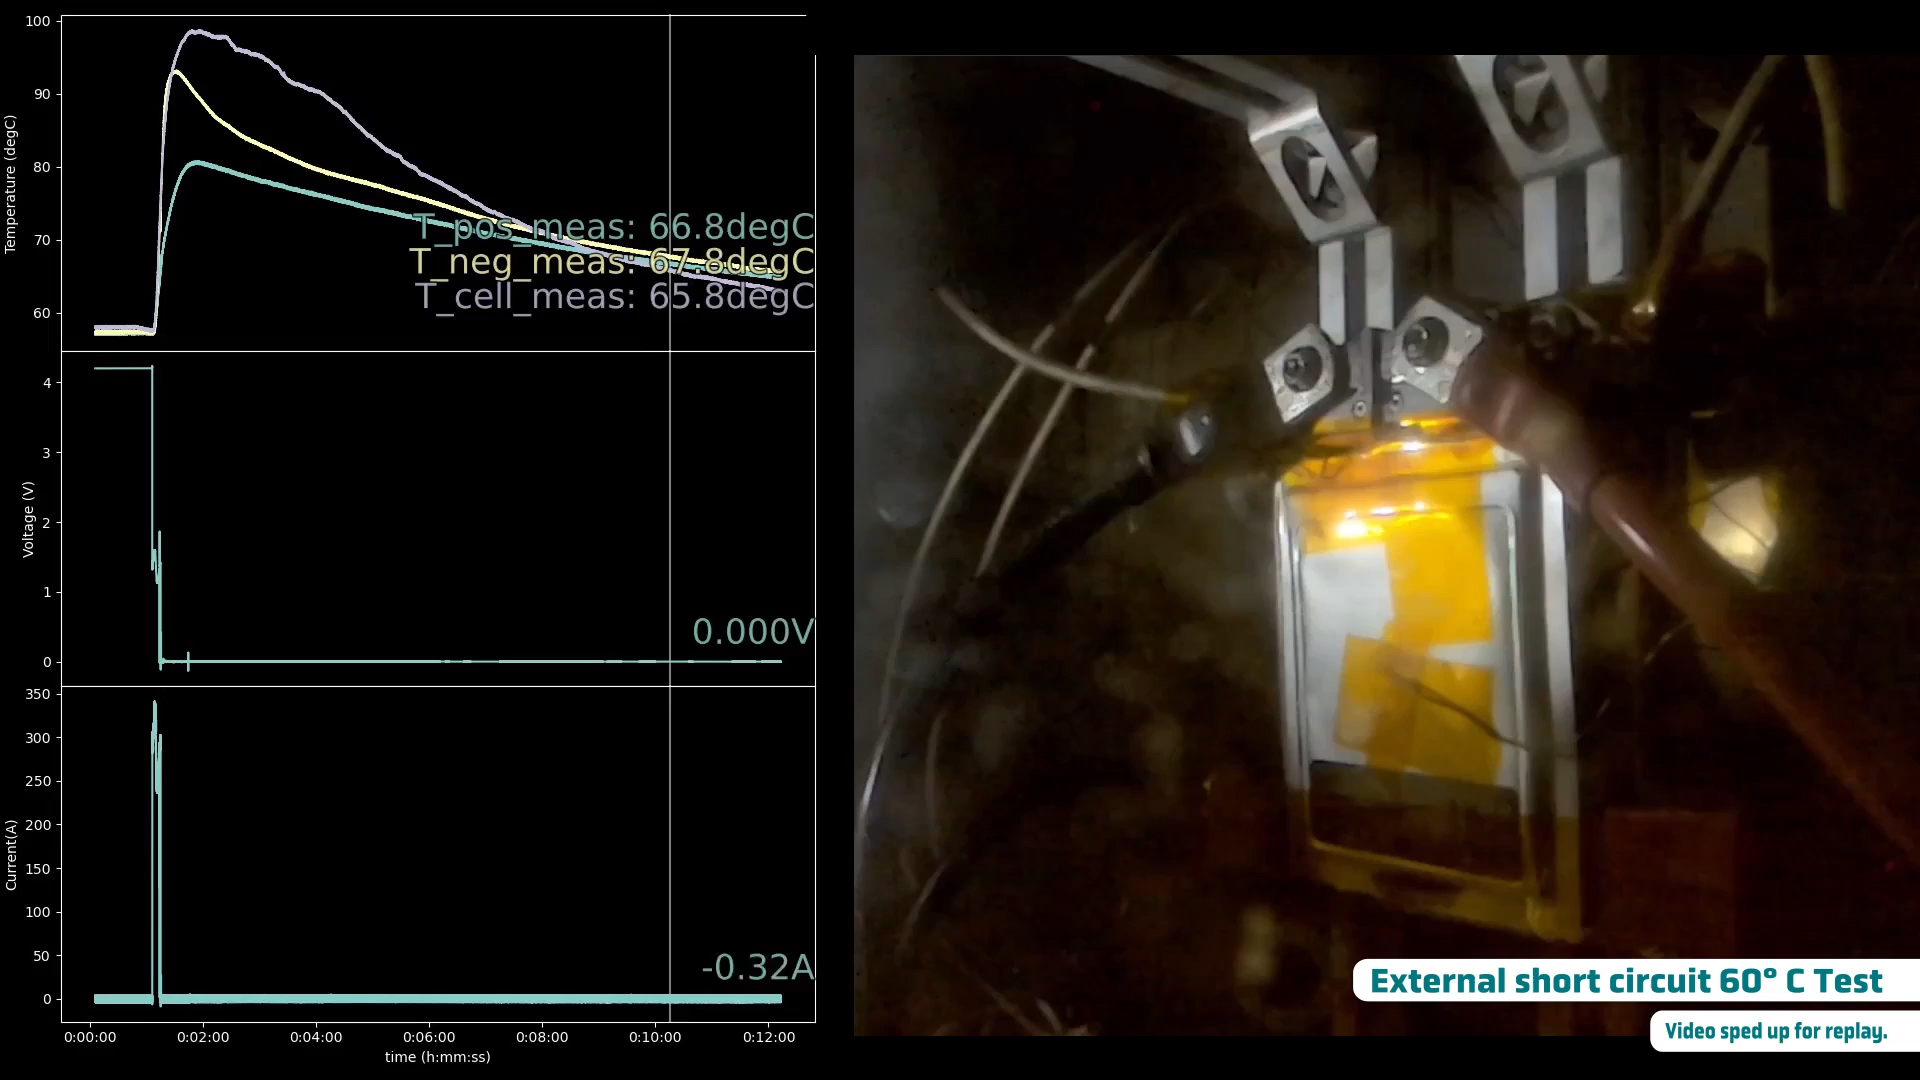 100
90
80
70
60
Temperature (degC)
T_pos_meas: 66.8degC
T_neg_meas: 67.8degC
T_cell_meas: 65.8degC
4
3
2
1
0
Voltage (V)
0.000V
350
300
250
200
150
100
50
0
Current(A)
-0.32A
0:00:00 0:02:00 0:04:00 0:06:00 0:08:00 0:10:00 0:12:00
time (h:mm:ss)
External short circuit 60° C Test
Video sped up for replay.